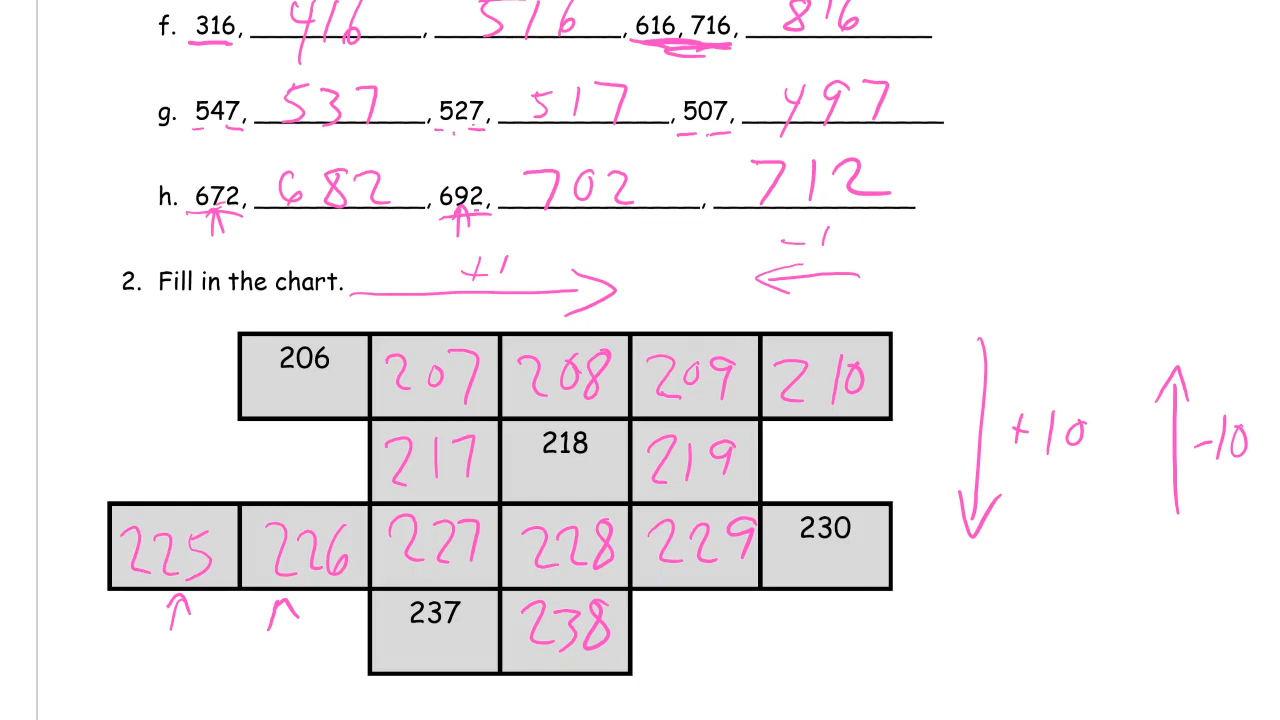 f. 316, 416, 516, 616, 716, 816
g. 547, 537, 527, 517, 507, 497
h. 672, 682, 692, 702, 712
2. Fill in the chart. +1 -1
206 207 208 209 210
217 218 219 +10 -10
225 226 227 228 229 230
237 238